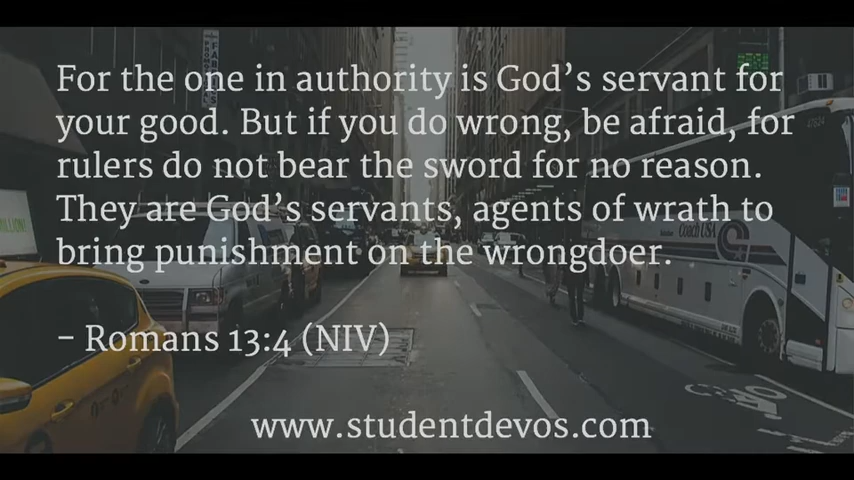 For the one in authority is God's servant for
your good. But if you do wrong, be afraid, for
rulers do not bear the sword for no reason.
They are God's servants, agents of wrath to
bring punishment on the wrongdoer.
- Romans 13:4 (NIV)
www.studentdevos.com
Coach USA